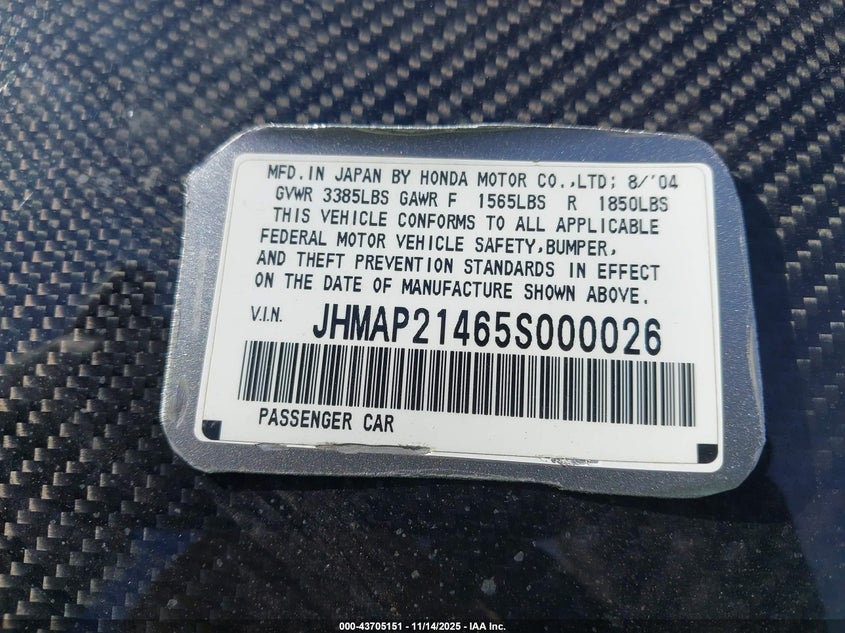 MFD. IN JAPAN BY HONDA MOTOR CO.,LTD; 8/'04
GVWR 3385LBS GAWR F 1565LBS R 1850LBS
THIS VEHICLE CONFORMS TO ALL APPLICABLE
FEDERAL MOTOR VEHICLE SAFETY,BUMPER,
AND THEFT PREVENTION STANDARDS IN EFFECT
ON THE DATE OF MANUFACTURE SHOWN ABOVE.
V.I.N. JHMAP21465S000026
PASSENGER CAR
000-43705151 - 11/14/2025 - IAA Inc.